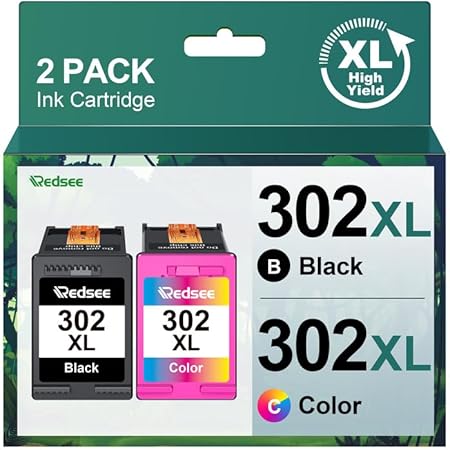 2 PACK
Ink Cartridge
XL
High
Yield
Redsee
302XL
B Black
302XL
C Color
Redsee
302
XL
Black
Redsee
302
XL
Color